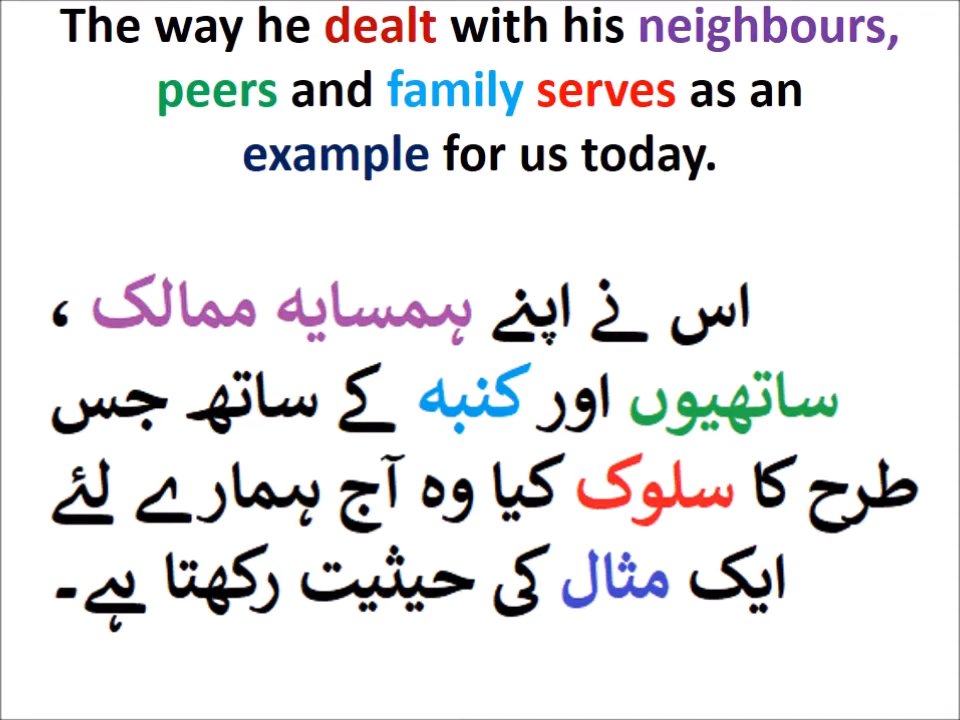 The way he dealt with his neighbours,
peers and family serves as an
example for us today.
اس نے اپنے ہمسایہ ممالک ،
ساتھیوں اور کنبہ کے ساتھ جس
طرح کا سلوک کیا وہ آج ہمارے لئے
ایک مثال کی حیثیت رکھتا ہے۔